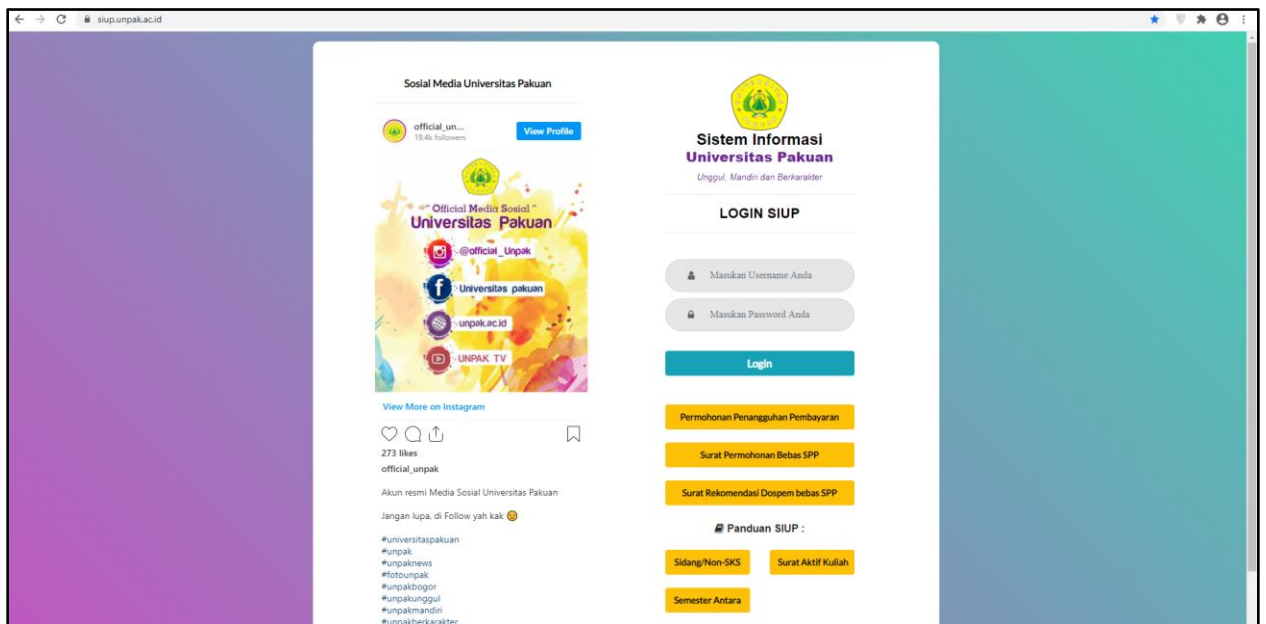 siup.unpak.ac.id
Sosial Media Universitas Pakuan
official_un...
19.4k followers
View Profile
" Official Media Sosial "
Universitas Pakuan
@official_Unpak
Universitas pakuan
unpak.ac.id
UNPAK TV
View More on Instagram
273 likes
official_unpak
Akun resmi Media Sosial Universitas Pakuan
Jangan lupa, di Follow yah kak 😊
#universitaspakuan
#unpak
#unpaknews
#fotounpak
#unpakbogor
#unpakunggul
#unpakmandiri
#unpakberkarakter
Sistem Informasi
Universitas Pakuan
Unggul, Mandiri dan Berkarakter
LOGIN SIUP
Masukan Username Anda
Masukan Password Anda
Login
Permohonan Penangguhan Pembayaran
Surat Permohonan Bebas SPP
Surat Rekomendasi Dospem bebas SPP
Panduan SIUP :
Sidang/Non-SKS
Surat Aktif Kuliah
Semester Antara